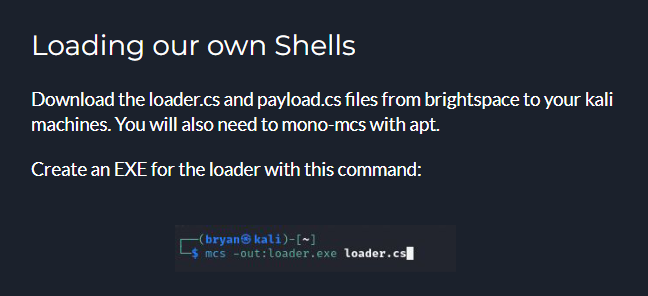 Loading our own Shells
Download the loader.cs and payload.cs files from brightspace to your kali
machines. You will also need to mono-mcs with apt.
Create an EXE for the loader with this command:
┌──(bryan㉿kali)-[~]
└─$ mcs -out:loader.exe loader.cs